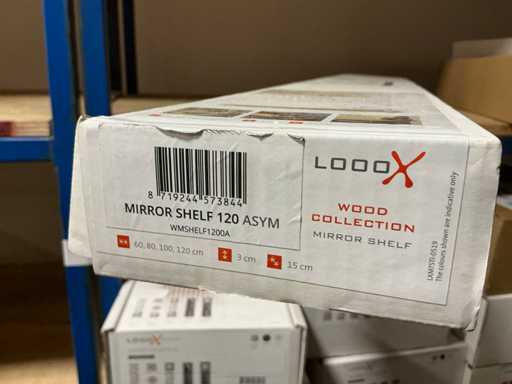 8 719244 573844
MIRROR SHELF 120 ASYM
WMSHELF1200A
60, 80, 100, 120 cm
3 cm
15 cm
LOOOX
WOOD
COLLECTION
MIRROR SHELF
The colours shown are indicative only
LOOOX